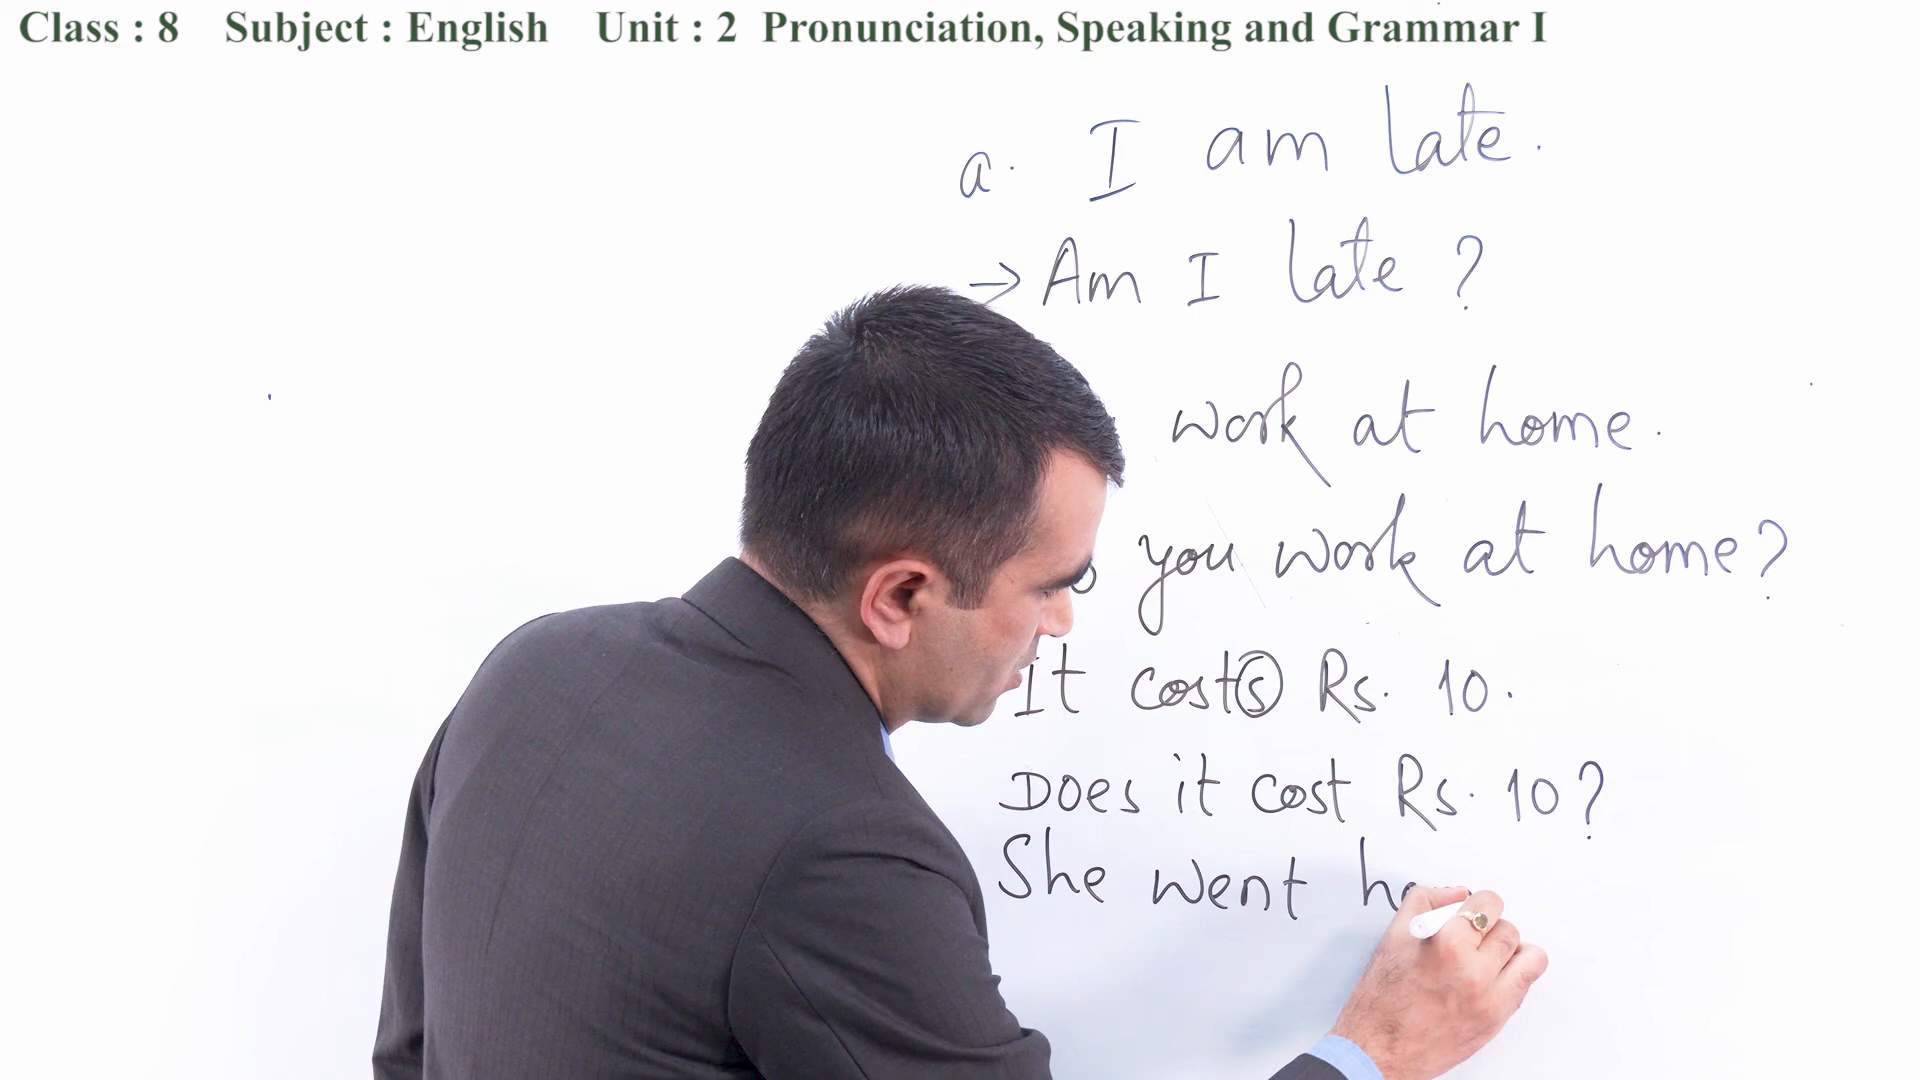 Class : 8 Subject : English Unit : 2 Pronunciation, Speaking and Grammar I
a. I am late.
→ Am I late ?
work at home.
you work at home?
It costs Rs. 10.
Does it cost Rs. 10?
She went